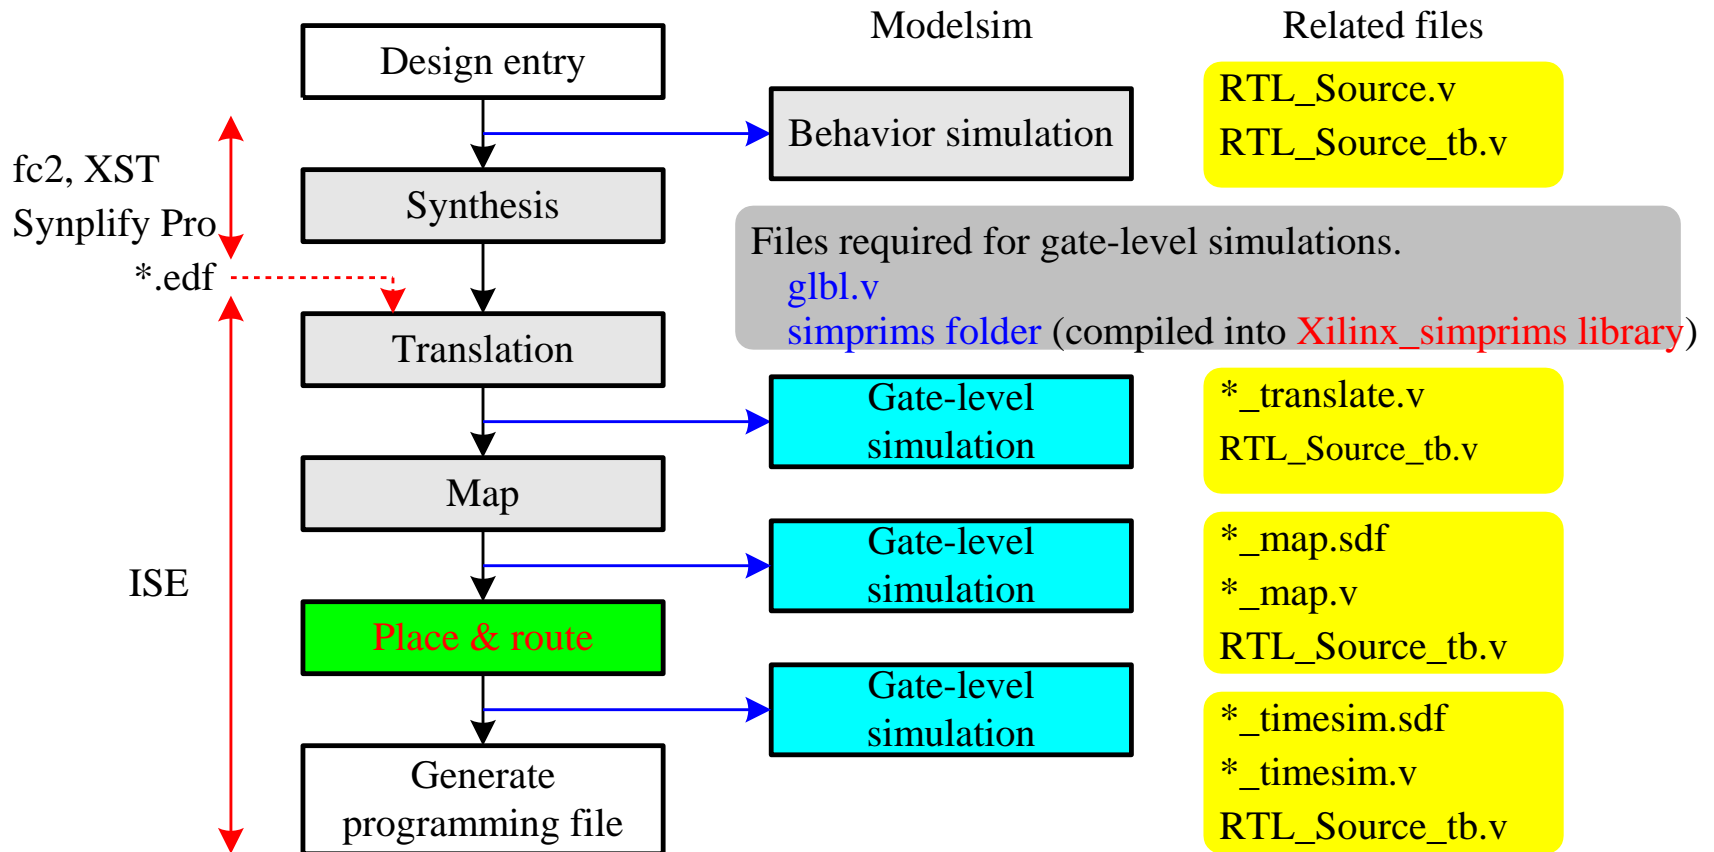 Modelsim
Related files
Design entry
RTL_Source.v
Behavior simulation
RTL_Source_tb.v
fc2, XST
Synplify Pro
Synthesis
*.edf
Files required for gate-level simulations.
glbl.v
simprims folder (compiled into Xilinx_simprims library)
Translation
Gate-level
simulation
*_translate.v
RTL_Source_tb.v
Map
Gate-level
simulation
*_map.sdf
*_map.v
RTL_Source_tb.v
ISE
Place & route
Gate-level
simulation
*_timesim.sdf
*_timesim.v
RTL_Source_tb.v
Generate
programming file